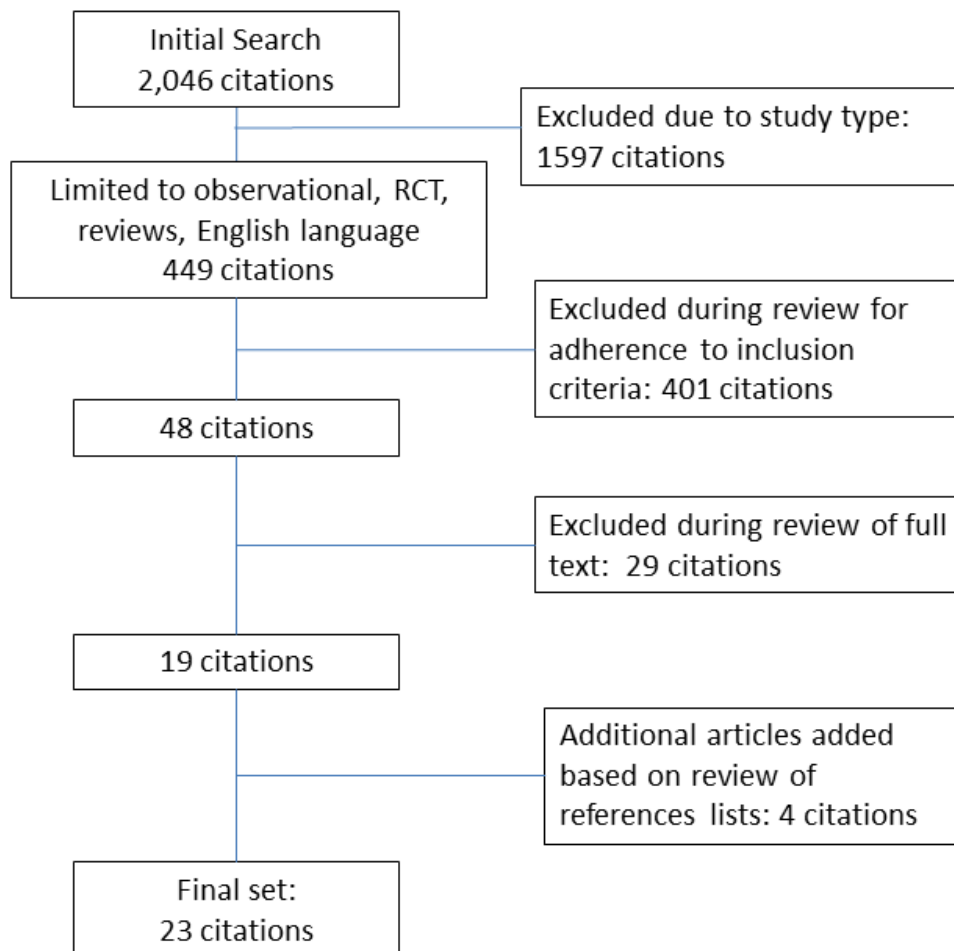 Initial Search
2,046 citations
Excluded due to study type:
1597 citations
Limited to observational, RCT,
reviews, English language
449 citations
Excluded during review for
adherence to inclusion
criteria: 401 citations
48 citations
Excluded during review of full
text: 29 citations
19 citations
Additional articles added
based on review of
references lists: 4 citations
Final set:
23 citations